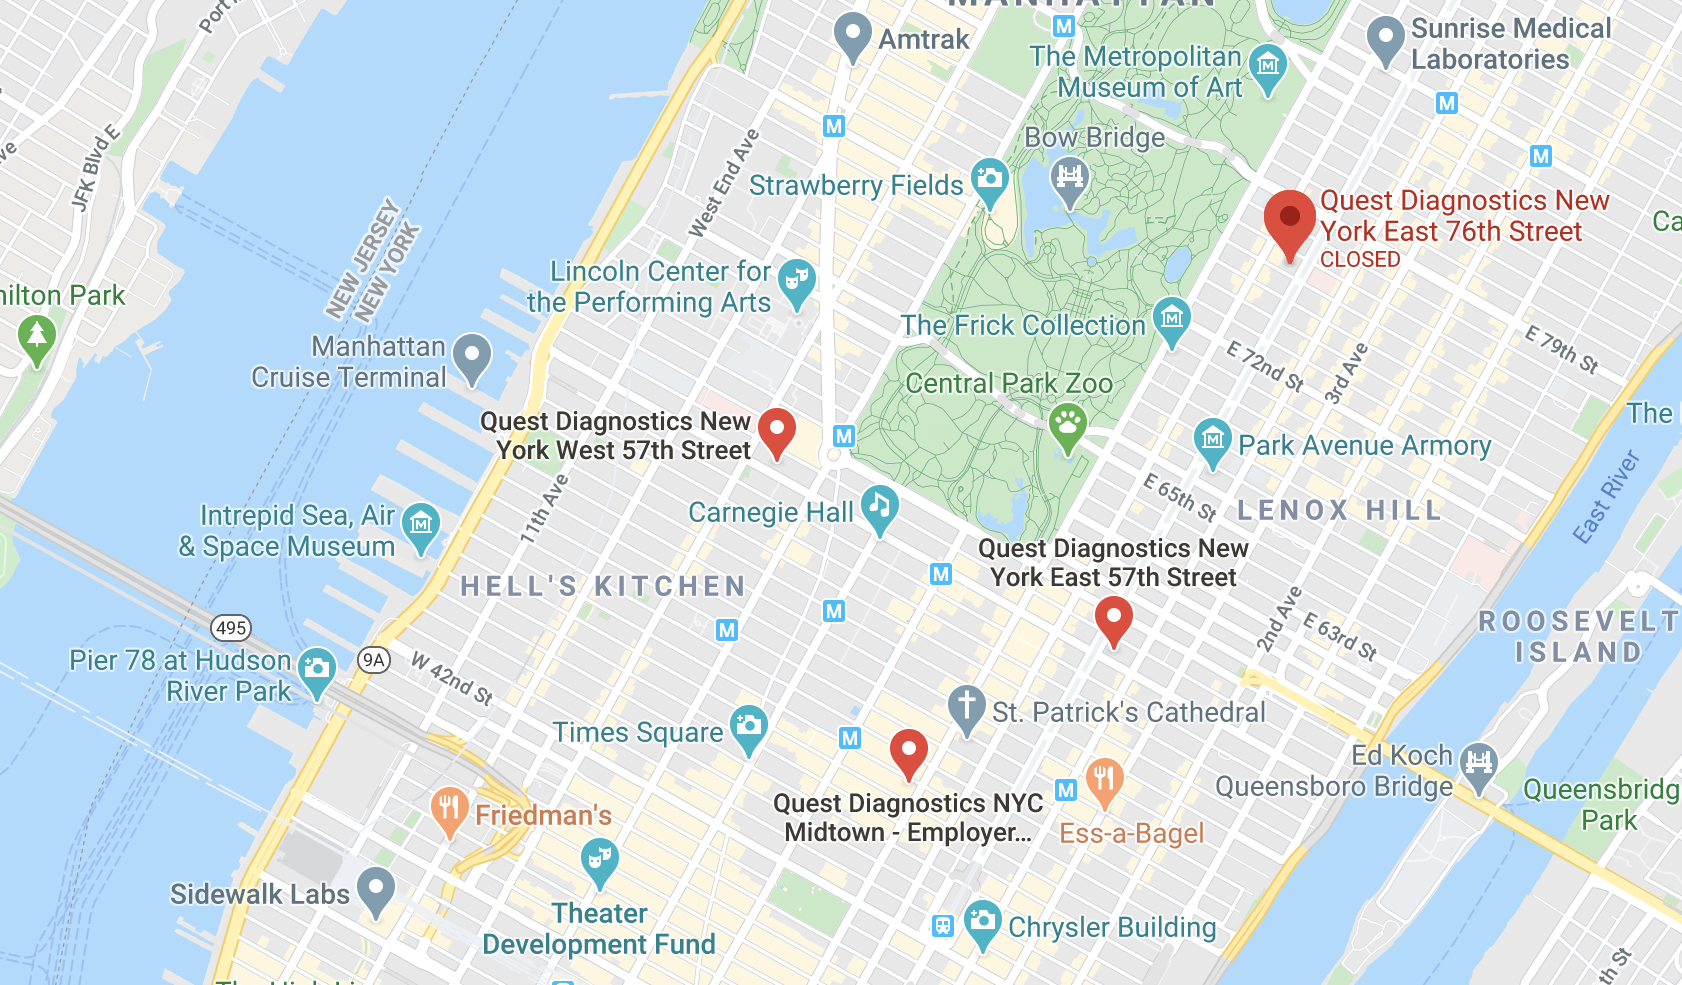 MANHATTAN
Port I
Amtrak
Sunrise Medical
Laboratories
The Metropolitan
Museum of Art
M
M
M
M
JFK Blvd E
West End Ave
Bow Bridge
Strawberry Fields
Quest Diagnostics New
York East 76th Street
CLOSED
Ca
NEW JERSEY
NEW YORK
Lincoln Center for
the Performing Arts
nilton Park
The Frick Collection
E 79th St
Manhattan
Cruise Terminal
E 72nd St
3rd Ave
Central Park Zoo
The
Quest Diagnostics New
York West 57th Street
M
Park Avenue Armory
E 65th St
11th Ave
Carnegie Hall
LENOX HILL
East River
Intrepid Sea, Air
& Space Museum
Quest Diagnostics New
York East 57th Street
HELL'S KITCHEN
M
M
M
2nd Ave
E 63rd St
ROOSEVELT
ISLAND
495
9A
Pier 78 at Hudson
River Park
W 42nd St
Times Square
M
St. Patrick's Cathedral
Ed Koch
Queensboro Bridge
Quest Diagnostics NYC
Midtown - Employer...
M
Ess-a-Bagel
Queensbridg
Park
Friedman's
Sidewalk Labs
Theater
Development Fund
Chrysler Building
th St
The High Li